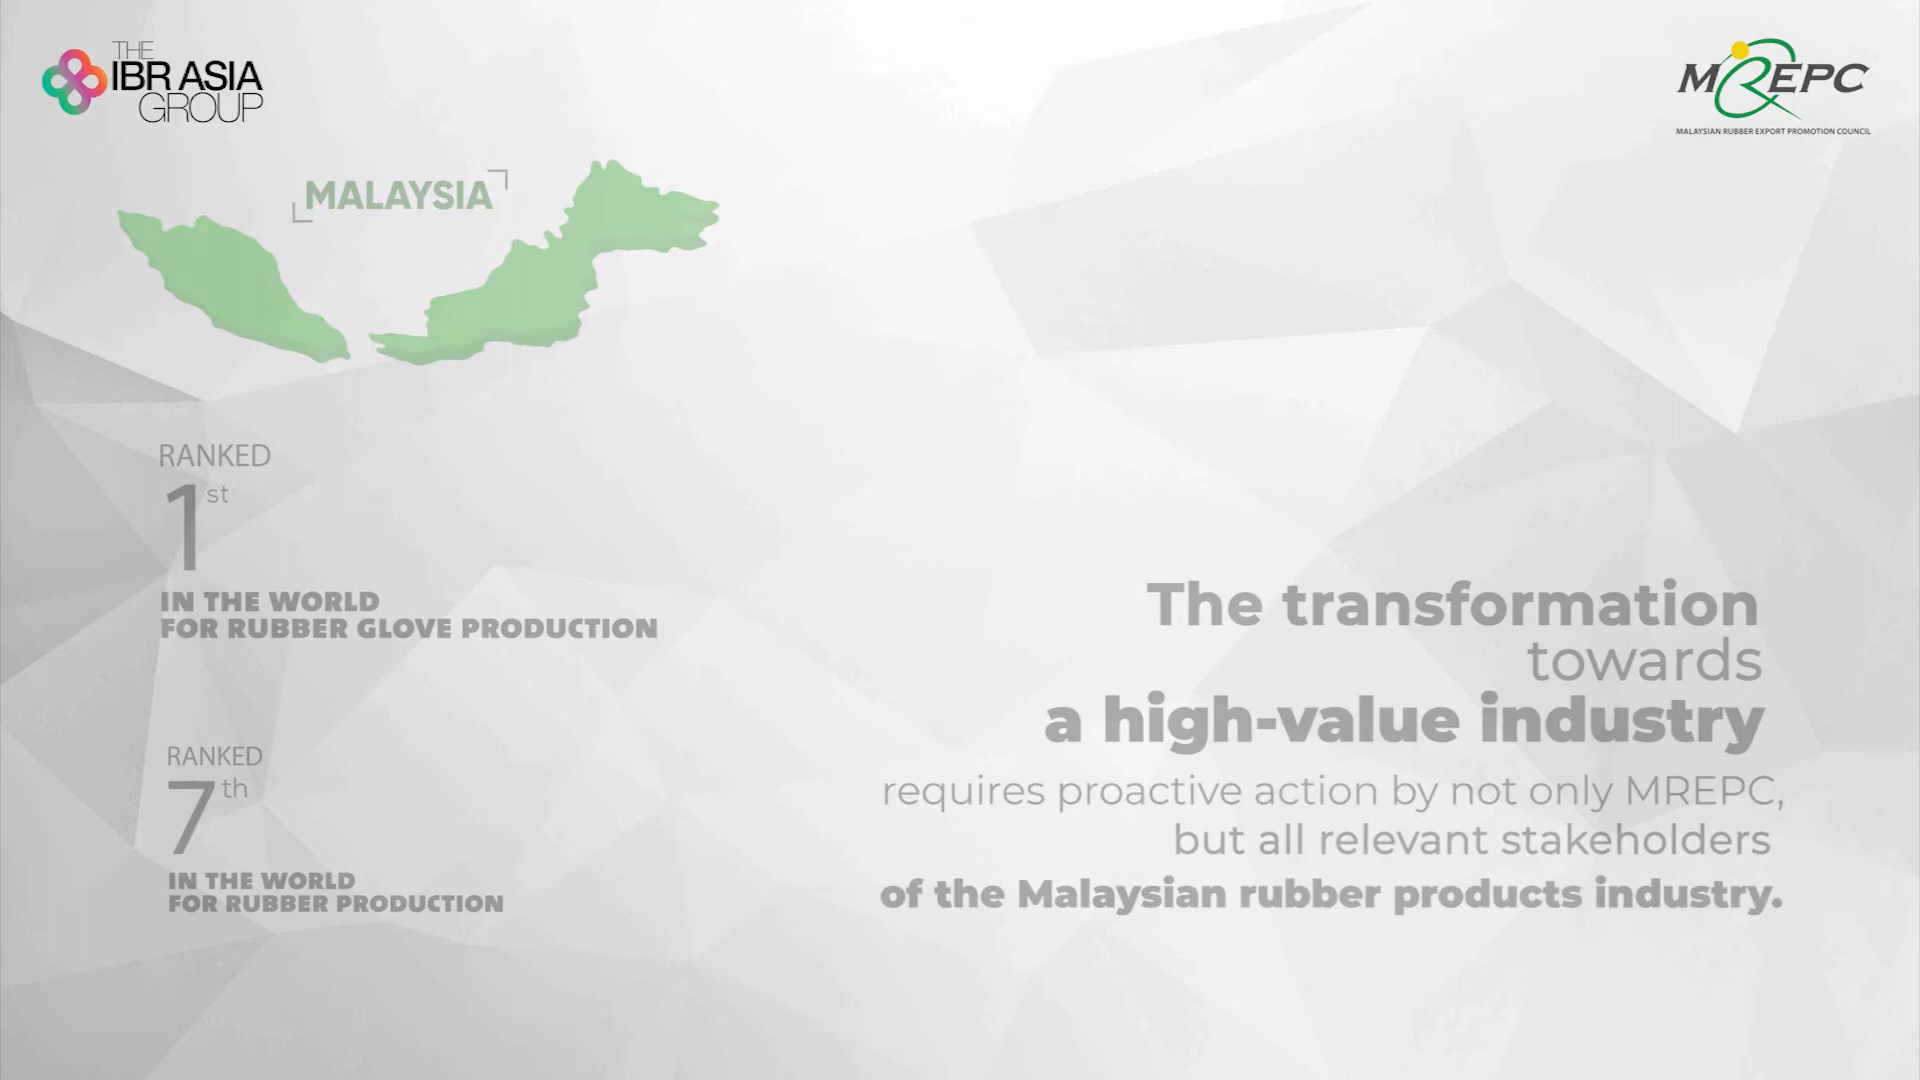 THE
IBR ASIA
GROUP
MREPC
MALAYSIAN RUBBER EXPORT PROMOTION COUNCIL
MALAYSIA
RANKED
1st
IN THE WORLD
FOR RUBBER GLOVE PRODUCTION
RANKED
7th
IN THE WORLD
FOR RUBBER PRODUCTION
The transformation
towards
a high-value industry
requires proactive action by not only MREPC,
but all relevant stakeholders
of the Malaysian rubber products industry.